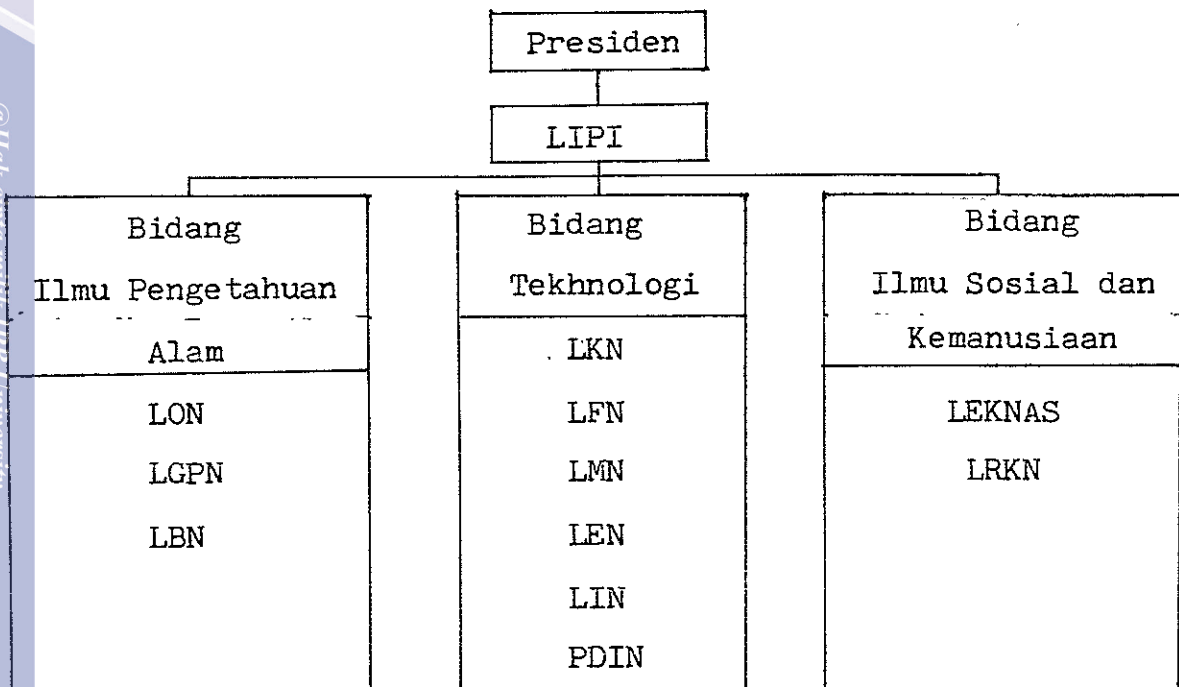 Presiden
LIPI
Bidang
Ilmu Pengetahuan
Alam
LON
LGPN
LBN
Bidang
Tekhnologi
LKN
LFN
LMN
LEN
LIN
PDIN
Bidang
Ilmu Sosial dan
Kemanusiaan
LEKNAS
LRKN